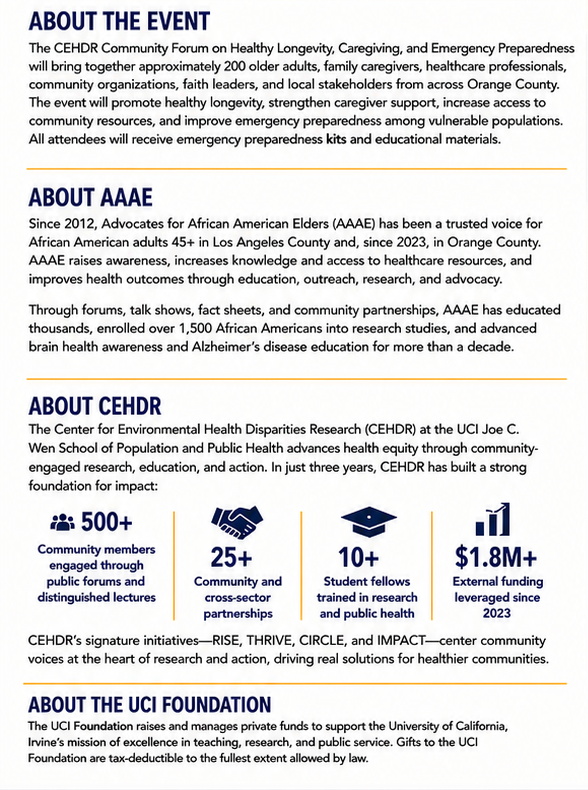 ABOUT THE EVENT
The CEHDR Community Forum on Healthy Longevity, Caregiving, and Emergency Preparedness
will bring together approximately 200 older adults, family caregivers, healthcare professionals,
community organizations, faith leaders, and local stakeholders from across Orange County.
The event will promote healthy longevity, strengthen caregiver support, increase access to
community resources, and improve emergency preparedness among vulnerable populations.
All attendees will receive emergency preparedness kits and educational materials.
ABOUT AAAE
Since 2012, Advocates for African American Elders (AAAE) has been a trusted voice for
African American adults 45+ in Los Angeles County and, since 2023, in Orange County.
AAAE raises awareness, increases knowledge and access to healthcare resources, and
improves health outcomes through education, outreach, research, and advocacy.
Through forums, talk shows, fact sheets, and community partnerships, AAAE has educated
thousands, enrolled over 1,500 African Americans into research studies, and advanced
brain health awareness and Alzheimer's disease education for more than a decade.
ABOUT CEHDR
The Center for Environmental Health Disparities Research (CEHDR) at the UCI Joe C.
Wen School of Population and Public Health advances health equity through community-
engaged research, education, and action. In just three years, CEHDR has built a strong
foundation for impact:
500+
Community members
engaged through
public forums and
distinguished lectures
25+
Community and
cross-sector
partnerships
10+
Student fellows
trained in research
and public health
$1.8M+
External funding
leveraged since
2023
CEHDR's signature initiatives—RISE, THRIVE, CIRCLE, and IMPACT—center community
voices at the heart of research and action, driving real solutions for healthier communities.
ABOUT THE UCI FOUNDATION
The UCI Foundation raises and manages private funds to support the University of California,
Irvine's mission of excellence in teaching, research, and public service. Gifts to the UCI
Foundation are tax-deductible to the fullest extent allowed by law.